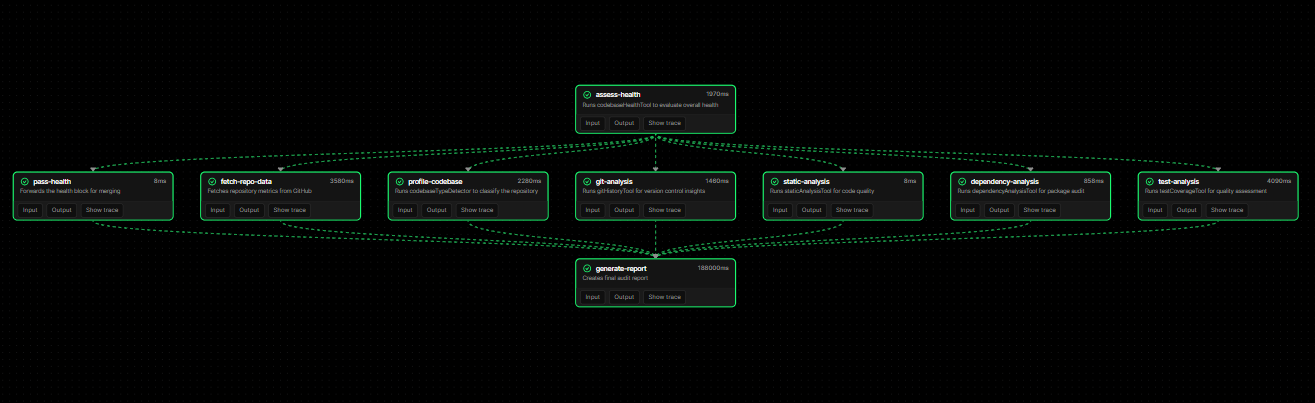 assess-health 1970ms
Runs codebaseHealthTool to evaluate overall health
Input Output Show trace
pass-health 8ms
Forwards the health block for merging
Input Output Show trace
fetch-repo-data 3580ms
Fetches repository metrics from GitHub
Input Output Show trace
profile-codebase 2280ms
Runs codebaseTypeDetector to classify the repository
Input Output Show trace
git-analysis 1460ms
Runs gitHistoryTool for version control insights
Input Output Show trace
static-analysis 8ms
Runs staticAnalysisTool for code quality
Input Output Show trace
dependency-analysis 858ms
Runs dependencyAnalysisTool for package audit
Input Output Show trace
test-analysis 4090ms
Runs testCoverageTool for quality assessment
Input Output Show trace
generate-report 188000ms
Creates final audit report
Input Output Show trace